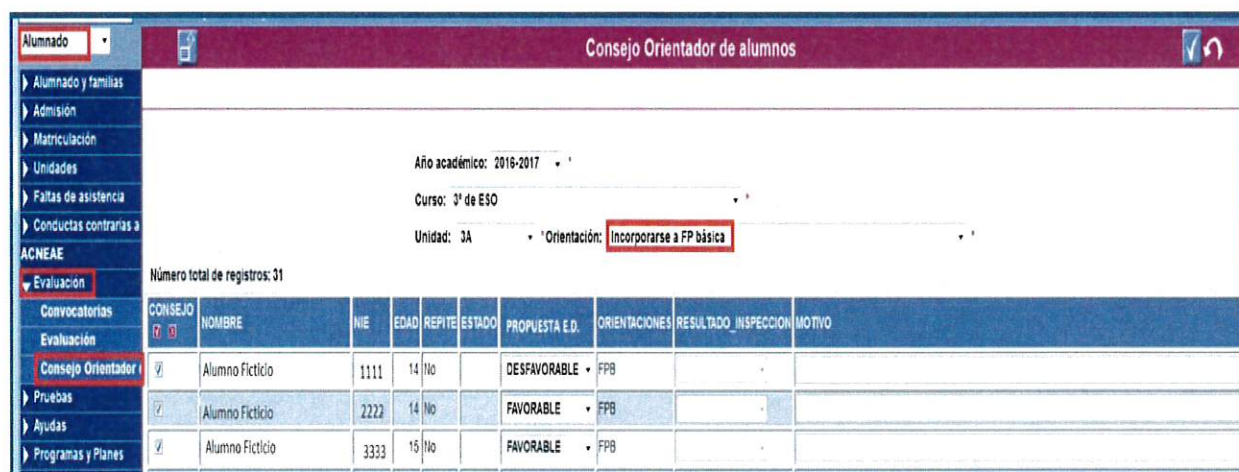 Alumnado
Consejo Orientador de alumnos
Alumnado y familias
Admisión
Matriculación
Unidades
Faltas de asistencia
Conductas contrarias a
ACNEAE
Evaluación
Convocatorias
Evaluación
Consejo Orientador
Pruebas
Ayudas
Programas y Planes
Año académico: 2016-2017 *
Curso: 3º de ESO *
Unidad: 3A * Orientación: Incorporarse a FP básica *
Número total de registros: 31
CONSEJO NOMBRE NIE EDAD REPITE ESTADO PROPUESTA E.D. ORIENTACIONES RESULTADO_INSPECCION MOTIVO
Alumno Ficticio 1111 14 No DESFAVORABLE FPB
Alumno Ficticio 2222 14 No FAVORABLE FPB
Alumno Ficticio 3333 15 No FAVORABLE FPB